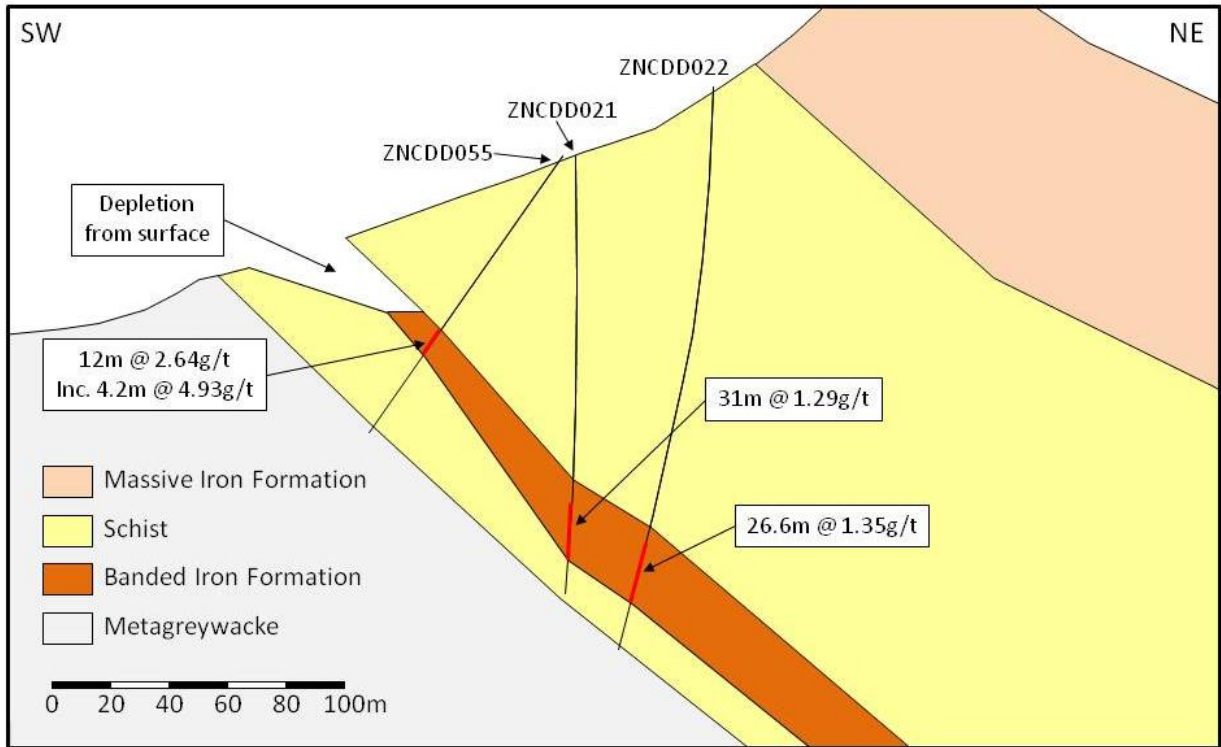 SW
NE
ZNCDD022
ZNCDD021
ZNCDD055
Depletion
from surface
12m @ 2.64g/t
Inc. 4.2m @ 4.93g/t
31m @ 1.29g/t
26.6m @ 1.35g/t
Massive Iron Formation
Schist
Banded Iron Formation
Metagreywacke
0 20 40 60 80 100m